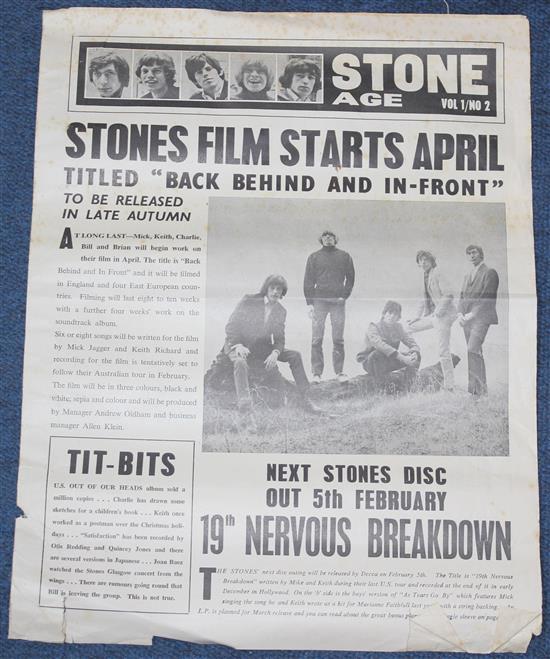 STONE
AGE
VOL 1/NO 2
STONES FILM STARTS APRIL
TITLED "BACK BEHIND AND IN-FRONT"
TO BE RELEASED
IN LATE AUTUMN
AT LONG LAST—Mick, Keith, Charlie,
Bill and Brian will begin work on
their film in April. The title is "Back
Behind and In Front" and it will be filmed
in England and four East European coun-
tries. Filming will last eight to ten weeks
with a further four weeks' work on the
soundtrack album.
Six or eight songs will be written for the film
by Mick Jagger and Keith Richard and
recording for the film is tentatively set to
follow their Australian tour in February.
The film will be in three colours, black and
white, sepia and colour and will be produced
by Manager Andrew Oldham and business
manager Allen Klein.
TIT-BITS
U.S. OUT OF OUR HEADS album sold a
million copies . . . Charlie has drawn some
sketches for a children's book . . . Keith once
worked as a postman over the Christmas holi-
days . . . "Satisfaction" has been recorded by
Otis Redding and Quincey Jones and there
are several versions in Japanese . . . Joan Baez
watched the Stones Glasgow concert from the
wings . . . There are rumours going round that
Bill is leaving the group. This is not true.
NEXT STONES DISC
OUT 5th FEBRUARY
19th NERVOUS BREAKDOWN
THE STONES' next disc outing will be released by Decca on February 5th. The Title is "19th Nervous
Breakdown" written by Mike and Keith during their last U.S. tour and recorded at the end of it in early
December in Hollywood. On the 'b' side is the boys' version of "As Tears Go By" which features Mick
singing the song he and Keith wrote as a hit for Marianne Faithfull last year with a string backing. An
L.P. is planned for March release and you can read about the great bonus sleeve on page